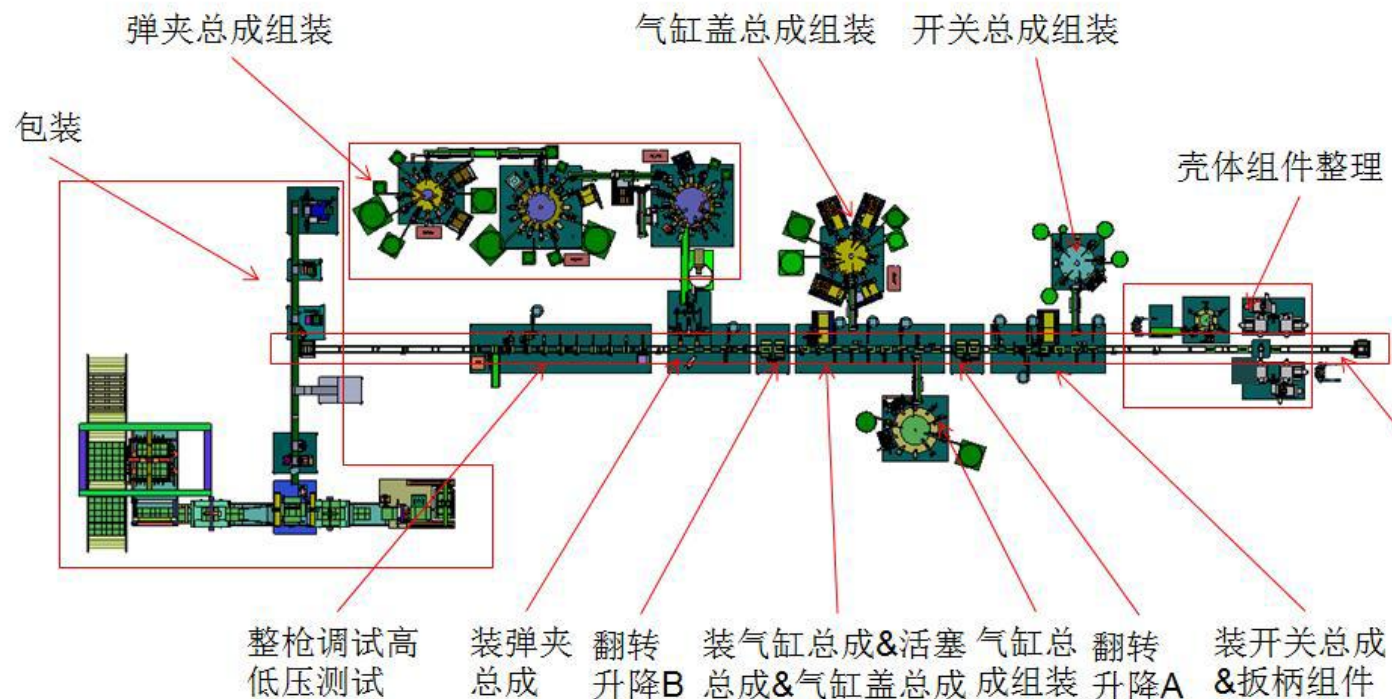 弹夹总成组装
气缸盖总成组装
开关总成组装
包装
壳体组件整理
整枪调试高
低压测试
装弹夹
总成
翻转
升降B
装气缸总成&活塞
总成&气缸盖总成
气缸总
成组装
翻转
升降A
装开关总成
&扳柄组件